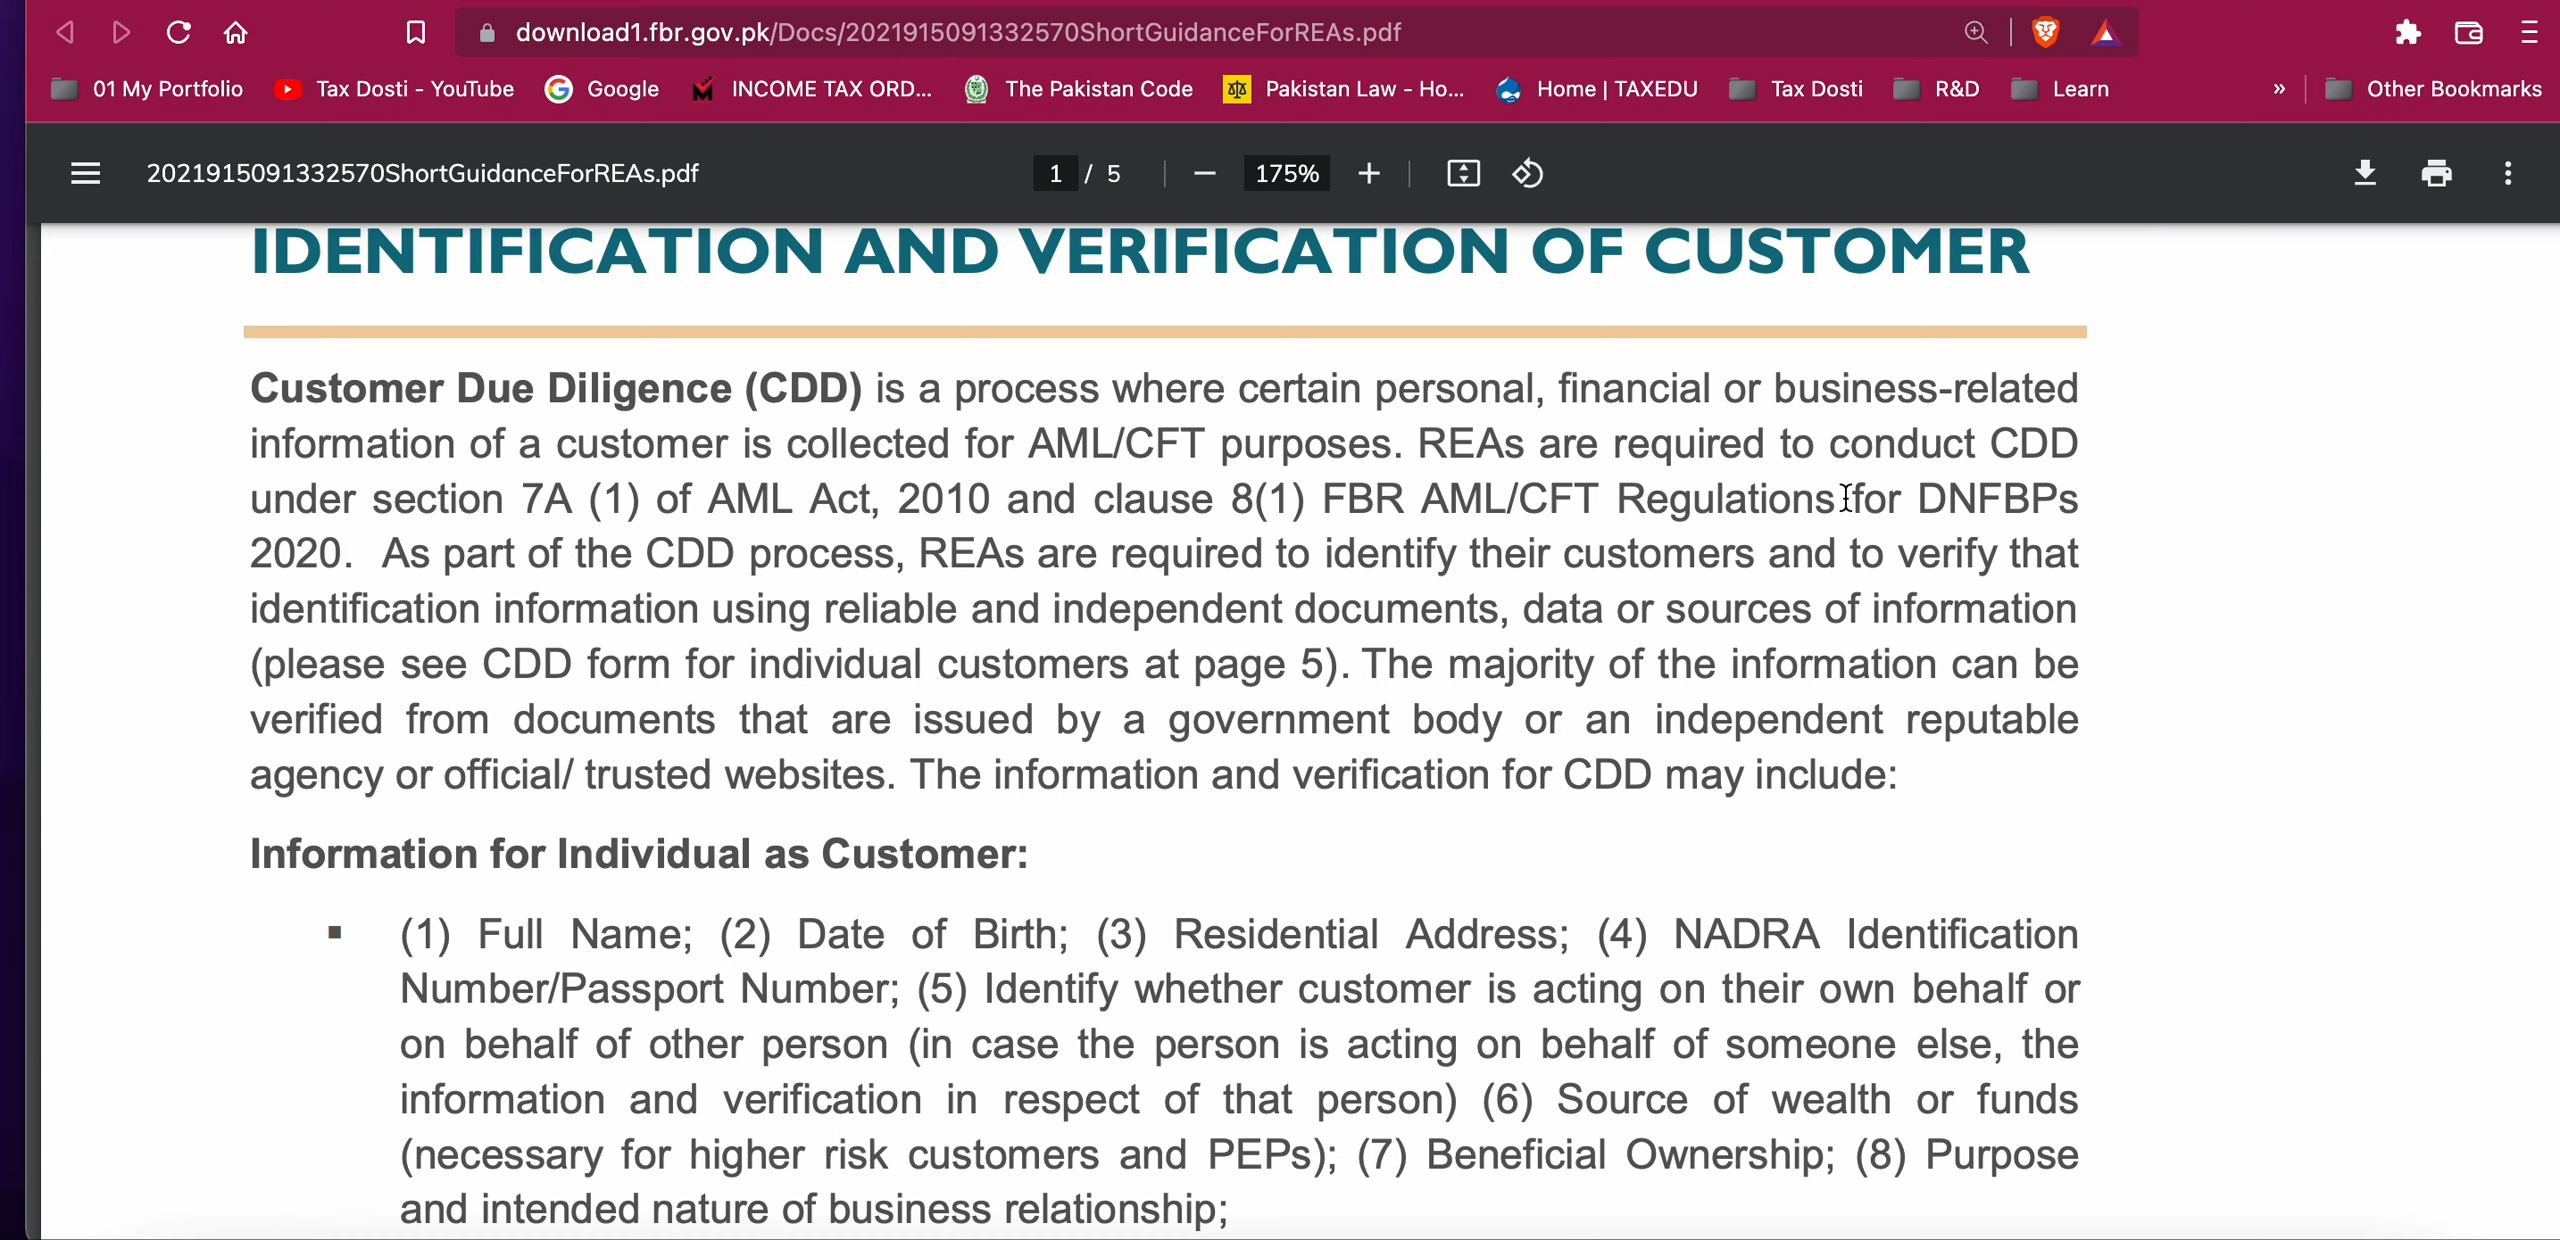 download1.fbr.gov.pk/Docs/2021915091332570ShortGuidanceForREAs.pdf
01 My Portfolio Tax Dosti - YouTube Google INCOME TAX ORD... The Pakistan Code Pakistan Law - Ho... Home | TAXEDU Tax Dosti R&D Learn » Other Bookmarks
2021915091332570ShortGuidanceForREAs.pdf 1 / 5 175%
IDENTIFICATION AND VERIFICATION OF CUSTOMER
Customer Due Diligence (CDD) is a process where certain personal, financial or business-related
information of a customer is collected for AML/CFT purposes. REAs are required to conduct CDD
under section 7A (1) of AML Act, 2010 and clause 8(1) FBR AML/CFT Regulations for DNFBPs
2020. As part of the CDD process, REAs are required to identify their customers and to verify that
identification information using reliable and independent documents, data or sources of information
(please see CDD form for individual customers at page 5). The majority of the information can be
verified from documents that are issued by a government body or an independent reputable
agency or official/ trusted websites. The information and verification for CDD may include:
Information for Individual as Customer:
▪ (1) Full Name; (2) Date of Birth; (3) Residential Address; (4) NADRA Identification
Number/Passport Number; (5) Identify whether customer is acting on their own behalf or
on behalf of other person (in case the person is acting on behalf of someone else, the
information and verification in respect of that person) (6) Source of wealth or funds
(necessary for higher risk customers and PEPs); (7) Beneficial Ownership; (8) Purpose
and intended nature of business relationship;